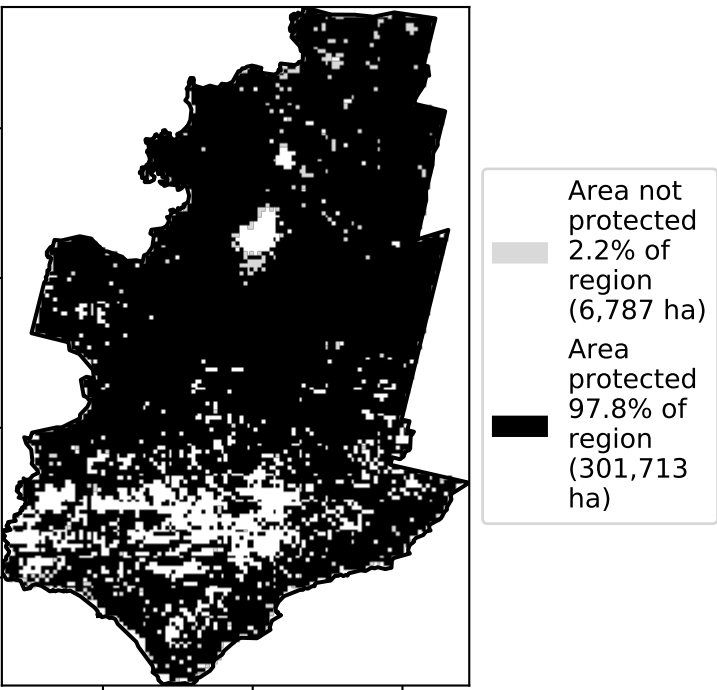 Area not
protected
2.2% of
region
(6,787 ha)
Area
protected
97.8% of
region
(301,713
ha)